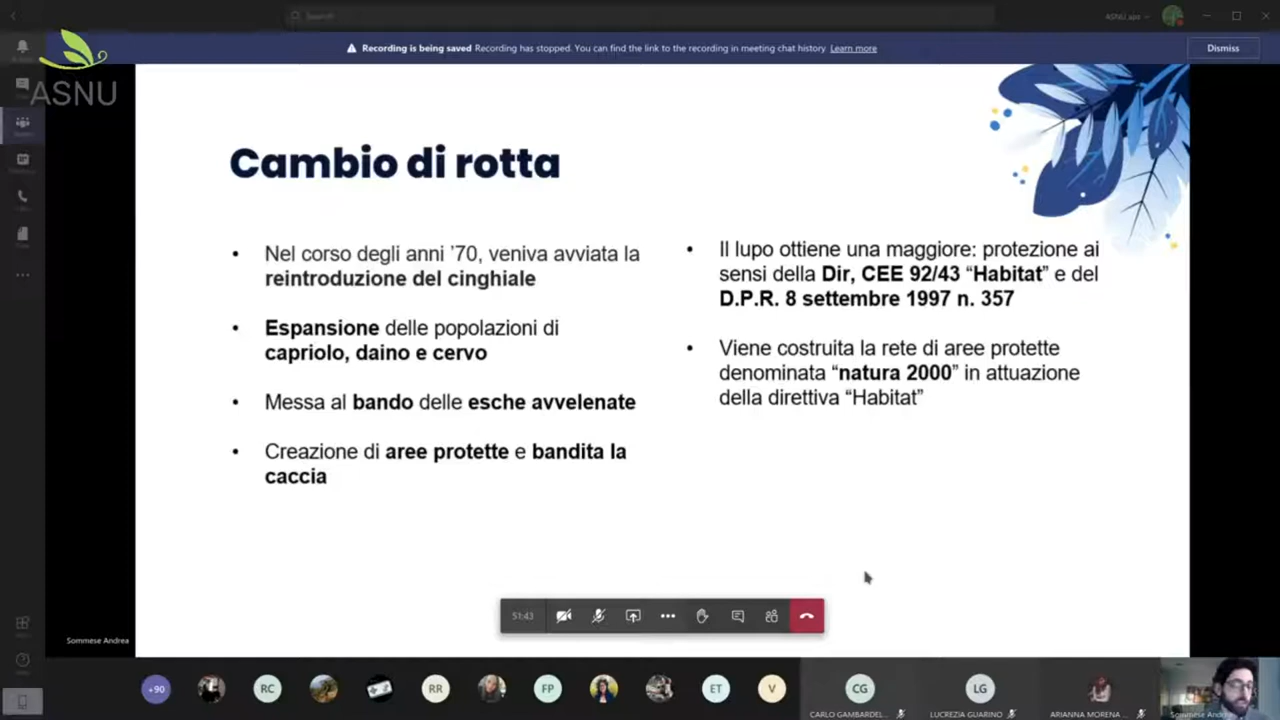 Search
ASNU
Recording is being saved Recording has stopped. You can find the link to the recording in meeting chat history Learn more
Dismiss
ASNU
Cambio di rotta
• Nel corso degli anni ’70, veniva avviata la
reintroduzione del cinghiale
• Espansione delle popolazioni di
capriolo, daino e cervo
• Messa al bando delle esche avvelenate
• Creazione di aree protette e bandita la
caccia
• Il lupo ottiene una maggiore: protezione ai
sensi della Dir, CEE 92/43 “Habitat” e del
D.P.R. 8 settembre 1997 n. 357
• Viene costruita la rete di aree protette
denominata “natura 2000” in attuazione
della direttiva “Habitat”
51:43
Sommese Andrea
+90
RC
RR
FP
ET
V
CG
LG
CARLO GAMBARDEL...
LUCREZIA GUARINO
ARIANNA MORENA ...
Sommese Andrea